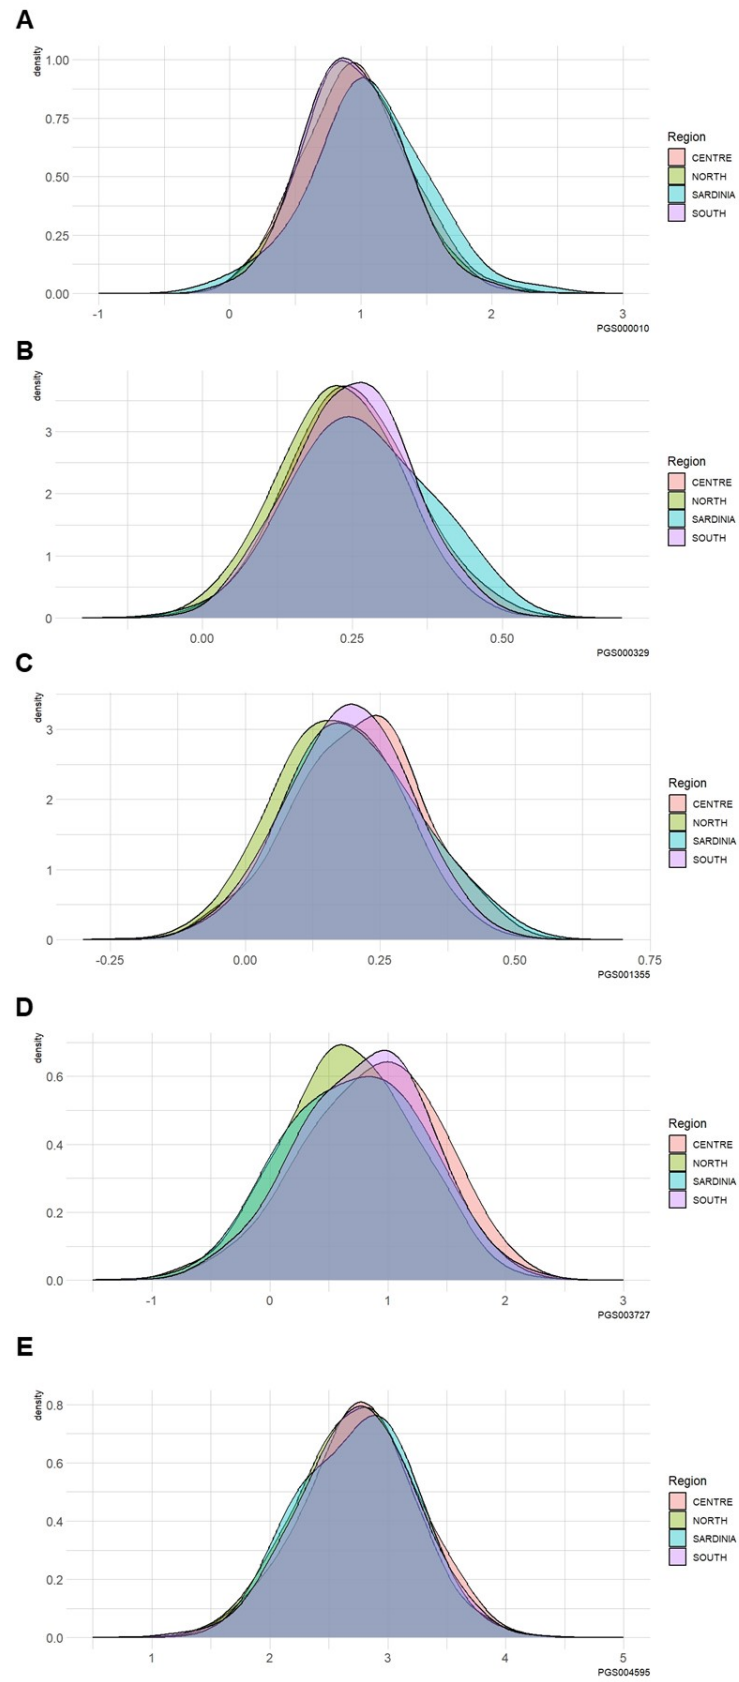 A
density
1.00
0.75
0.50
0.25
0.00
-1 0 1 2 3
PGS000010
Region
CENTRE
NORTH
SARDINIA
SOUTH
B
density
3
2
1
0
0.00 0.25 0.50
PGS000329
Region
CENTRE
NORTH
SARDINIA
SOUTH
C
density
3
2
1
0
-0.25 0.00 0.25 0.50 0.75
PGS001355
Region
CENTRE
NORTH
SARDINIA
SOUTH
D
density
0.6
0.4
0.2
0.0
-1 0 1 2 3
PGS003727
Region
CENTRE
NORTH
SARDINIA
SOUTH
E
density
0.8
0.6
0.4
0.2
0.0
1 2 3 4 5
PGS004595
Region
CENTRE
NORTH
SARDINIA
SOUTH